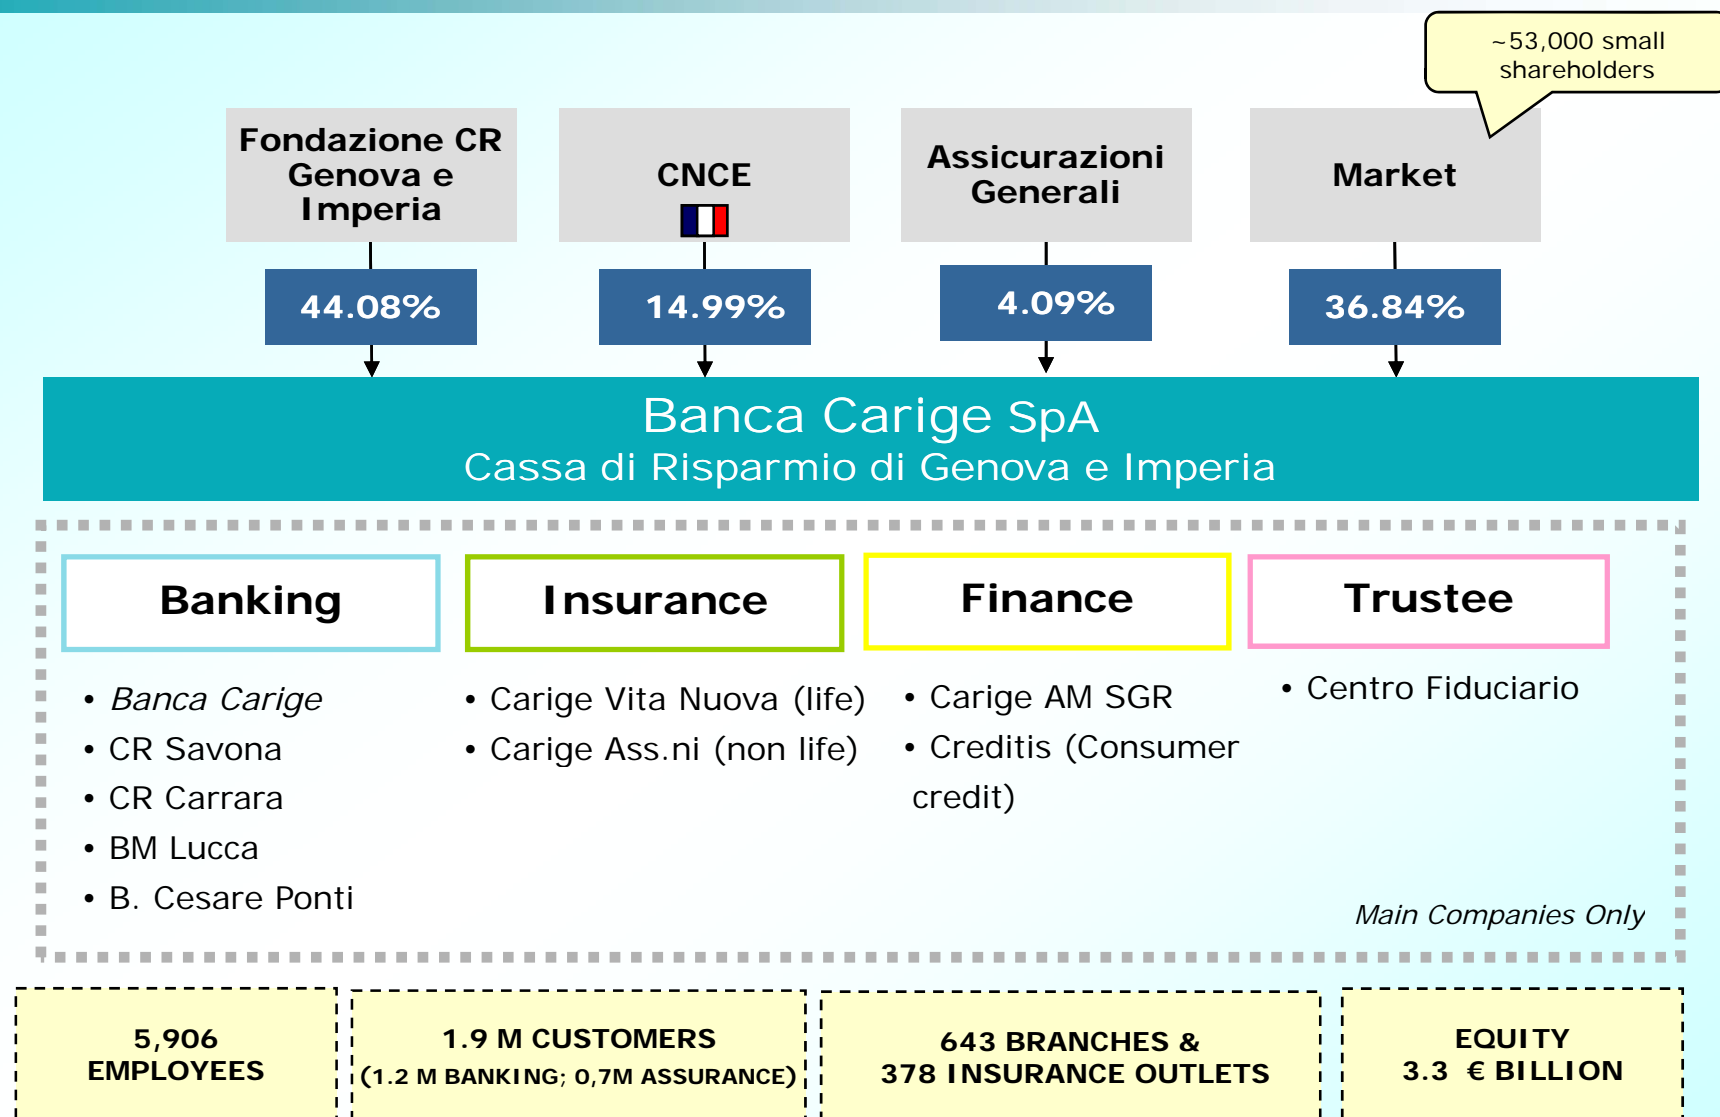 ~53,000 small
shareholders
Fondazione CR
Genova e
Imperia
CNCE
Assicurazioni
Generali
Market
44.08%
14.99%
4.09%
36.84%
Banca Carige SpA
Cassa di Risparmio di Genova e Imperia
Banking
Insurance
Finance
Trustee
• Banca Carige
• CR Savona
• CR Carrara
• BM Lucca
• B. Cesare Ponti
• Carige Vita Nuova (life)
• Carige Ass.ni (non life)
• Carige AM SGR
• Creditis (Consumer
credit)
• Centro Fiduciario
Main Companies Only
5,906
EMPLOYEES
1.9 M CUSTOMERS
(1.2 M BANKING; 0,7M ASSURANCE)
643 BRANCHES &
378 INSURANCE OUTLETS
EQUITY
3.3 € BILLION